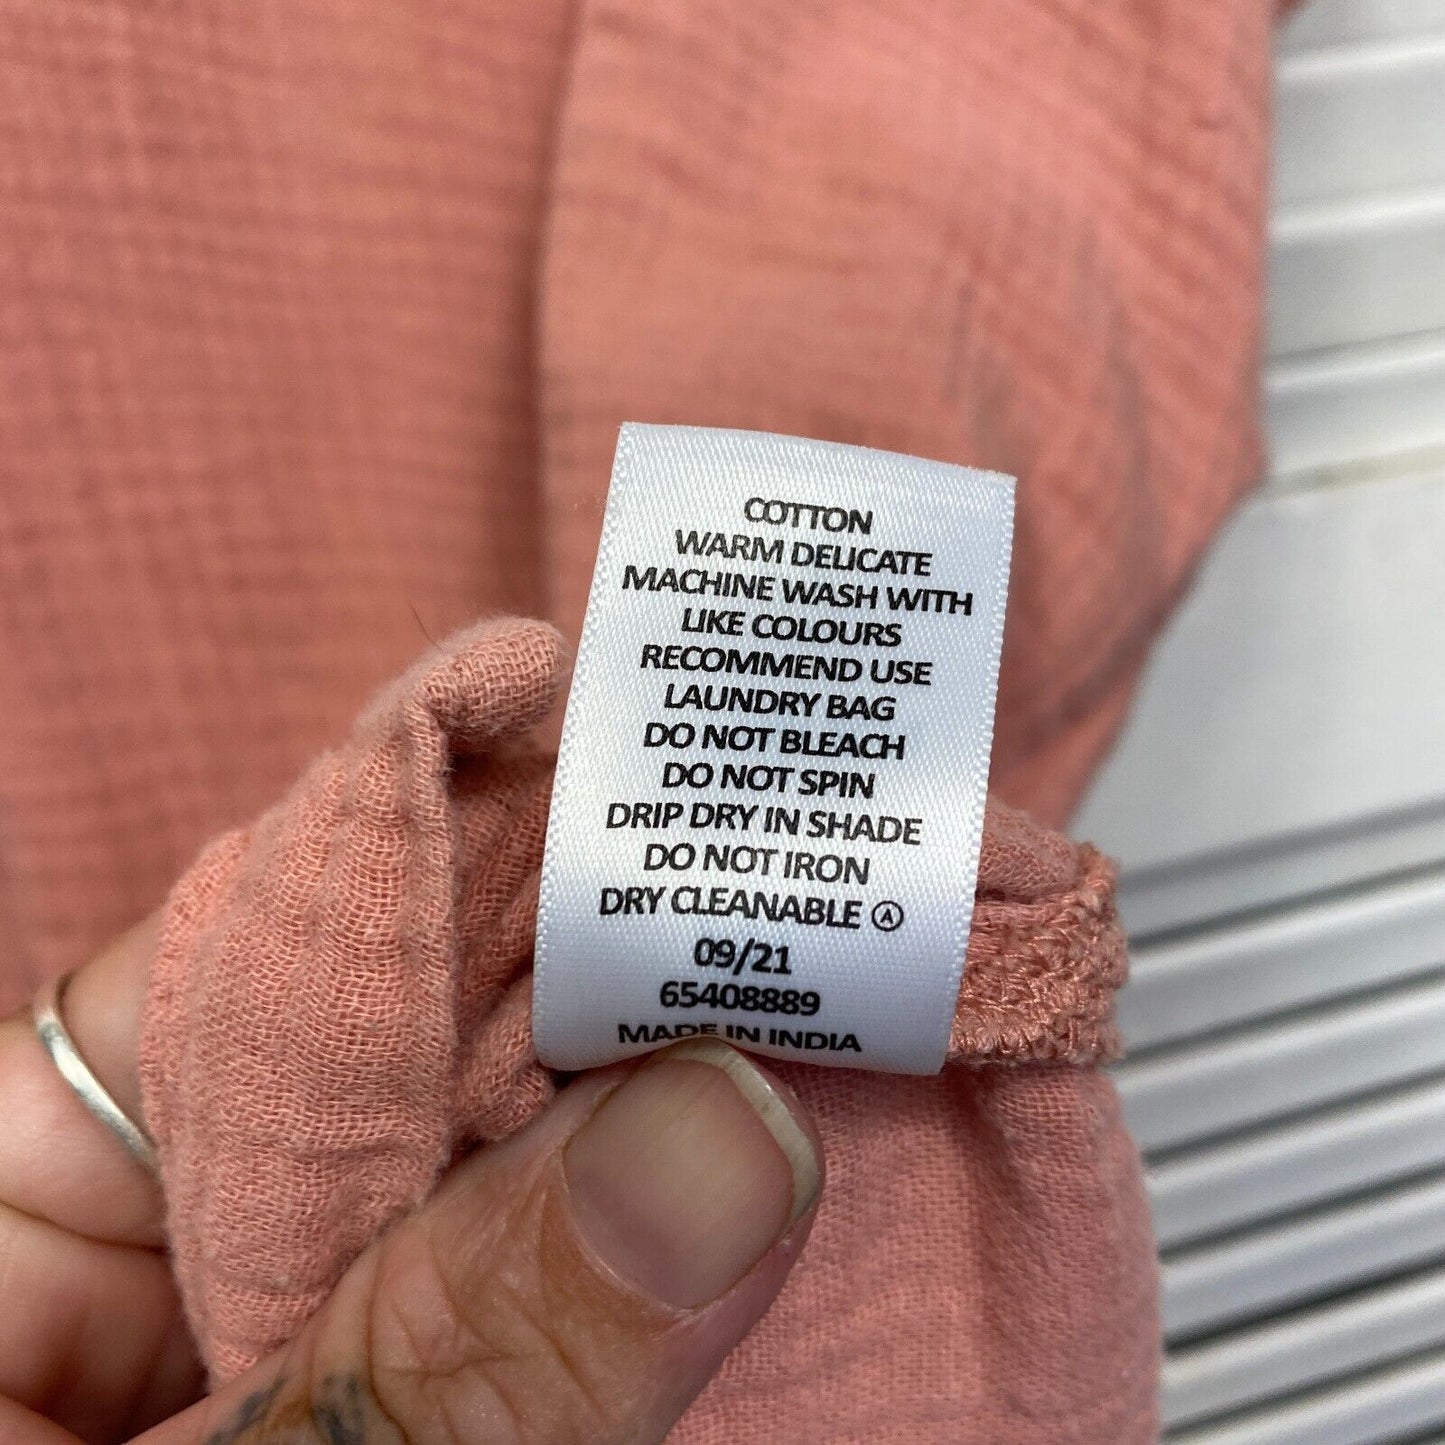 COTTON
WARM DELICATE
MACHINE WASH WITH
LIKE COLOURS
RECOMMEND USE
LAUNDRY BAG
DO NOT BLEACH
DO NOT SPIN
DRIP DRY IN SHADE
DO NOT IRON
DRY CLEANABLE Ⓐ
09/21
65408889
MADE IN INDIA